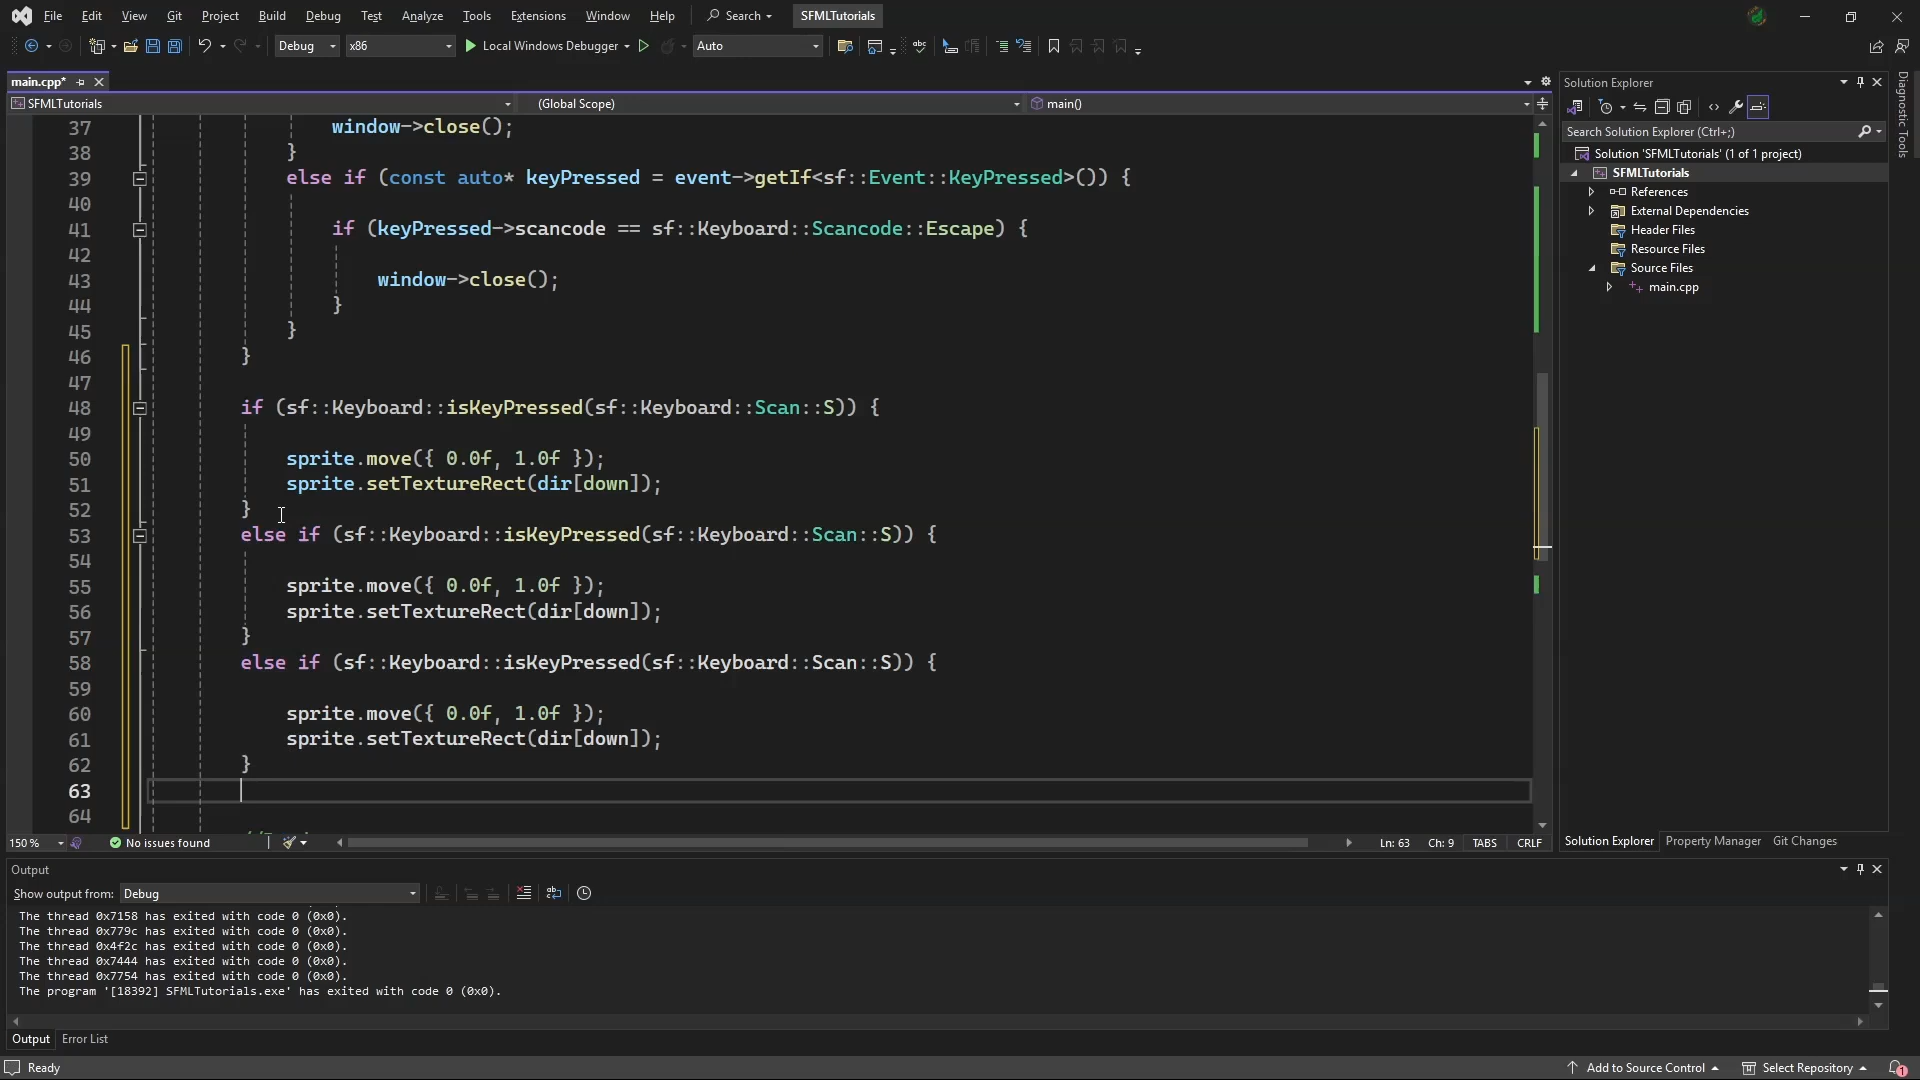 File Edit View Git Project Build Debug Test Analyze Tools Extensions Window Help Search SFMLTutorials
Debug x86 Local Windows Debugger Auto
main.cpp*
SFMLTutorials (Global Scope) main()
37 window->close();
38 }
39 else if (const auto* keyPressed = event->getIf<sf::Event::KeyPressed>()) {
40
41 if (keyPressed->scancode == sf::Keyboard::Scancode::Escape) {
42
43 window->close();
44 }
45 }
46 }
47
48 if (sf::Keyboard::isKeyPressed(sf::Keyboard::Scan::S)) {
49
50 sprite.move({ 0.0f, 1.0f });
51 sprite.setTextureRect(dir[down]);
52 }
53 else if (sf::Keyboard::isKeyPressed(sf::Keyboard::Scan::S)) {
54
55 sprite.move({ 0.0f, 1.0f });
56 sprite.setTextureRect(dir[down]);
57 }
58 else if (sf::Keyboard::isKeyPressed(sf::Keyboard::Scan::S)) {
59
60 sprite.move({ 0.0f, 1.0f });
61 sprite.setTextureRect(dir[down]);
62 }
63
64
150 % No issues found Ln: 63 Ch: 9 TABS CRLF
Solution Explorer
Search Solution Explorer (Ctrl+;)
Solution 'SFMLTutorials' (1 of 1 project)
SFMLTutorials
References
External Dependencies
Header Files
Resource Files
Source Files
main.cpp
Solution Explorer Property Manager Git Changes
Diagnostic Tools
Output
Show output from: Debug
The thread 0x7158 has exited with code 0 (0x0).
The thread 0x779c has exited with code 0 (0x0).
The thread 0x4f2c has exited with code 0 (0x0).
The thread 0x7444 has exited with code 0 (0x0).
The thread 0x7754 has exited with code 0 (0x0).
The program '[18392] SFMLTutorials.exe' has exited with code 0 (0x0).
Output Error List
Ready Add to Source Control Select Repository 1